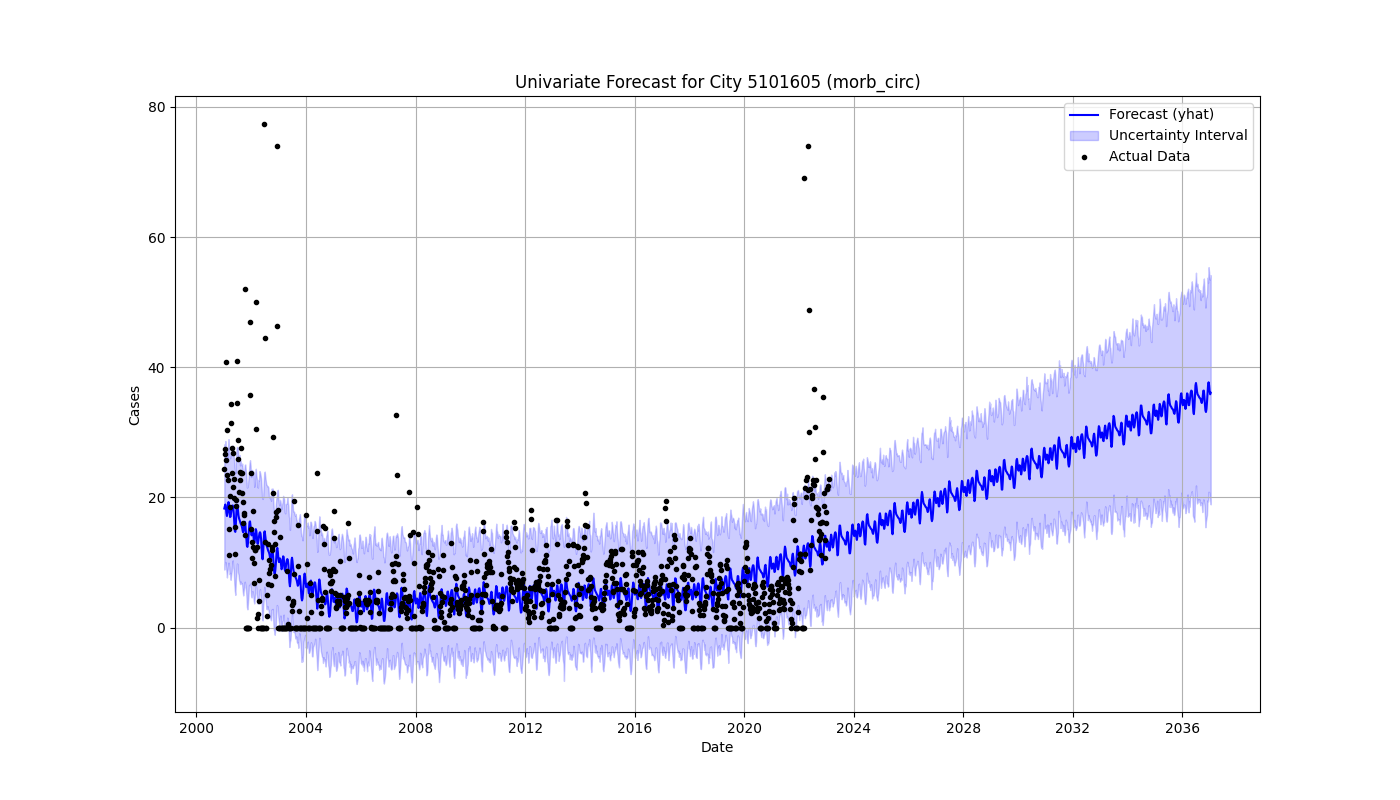 Univariate Forecast for City 5101605 (morb_circ)
Forecast (yhat)
Uncertainty Interval
Actual Data
Cases
80
60
40
20
0
2000 2004 2008 2012 2016 2020 2024 2028 2032 2036
Date